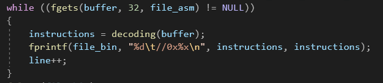 while ((fgets(buffer, 32, file_asm) != NULL))
{
instructions = decoding(buffer);
fprintf(file_bin, "%d\t//0x%x\n", instructions, instructions);
line++;
}